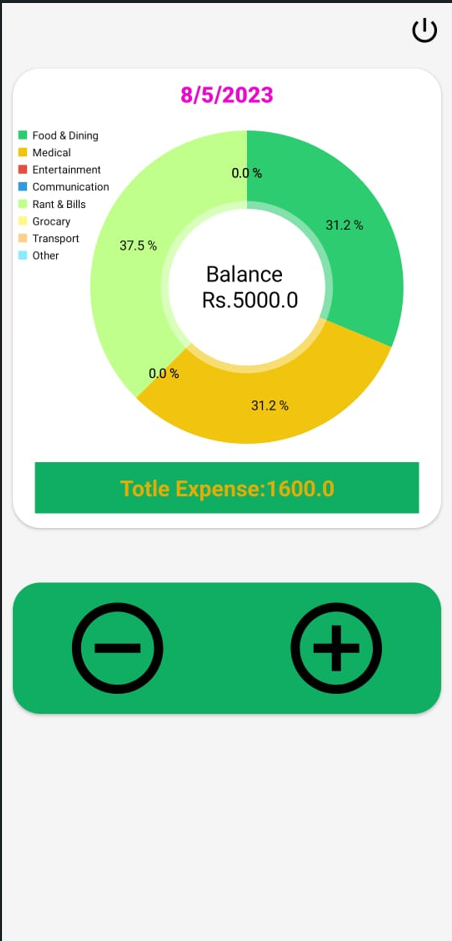 8/5/2023
Food & Dining
Medical
Entertainment
Communication
Rant & Bills
Grocary
Transport
Other
0.0 %
31.2 %
37.5 %
Balance
Rs.5000.0
0.0 %
31.2 %
Totle Expense:1600.0